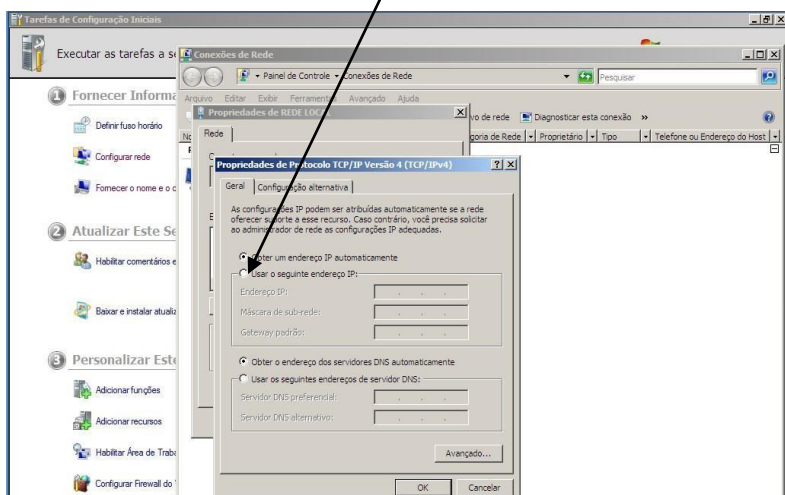 Tarefas de Configuração Iniciais
Executar as tarefas a se
Conexões de Rede
Painel de Controle
Conexões de Rede
Pesquisar
Arquivo Editar Exibir Ferramentas Avançado Ajuda
Propriedades de REDE LOCAL
vo de rede
Diagnosticar esta conexão »
Rede
goria de Rede
Proprietário
Tipo
Telefone ou Endereço do Host
1 Fornecer Informa
Definir fuso horário
Configurar rede
Fornecer o nome e o d
2 Atualizar Este Se
Habilitar comentários e
Baixar e instalar atualiz
3 Personalizar Este
Adicionar funções
Adicionar recursos
Habilitar Área de Traba
Configurar Firewall do
Propriedades de Protocolo TCP/IP Versão 4 (TCP/IPv4)
Geral
Configuração alternativa
As configurações IP podem ser atribuídas automaticamente se a rede
oferecer suporte a esse recurso. Caso contrário, você precisa solicitar
ao administrador de rede as configurações IP adequadas.
Obter um endereço IP automaticamente
Usar o seguinte endereço IP:
Endereço IP:
Máscara de sub-rede:
Gateway padrão:
Obter o endereço dos servidores DNS automaticamente
Usar os seguintes endereços de servidor DNS:
Servidor DNS preferencial:
Servidor DNS alternativo:
Avançado...
OK
Cancelar